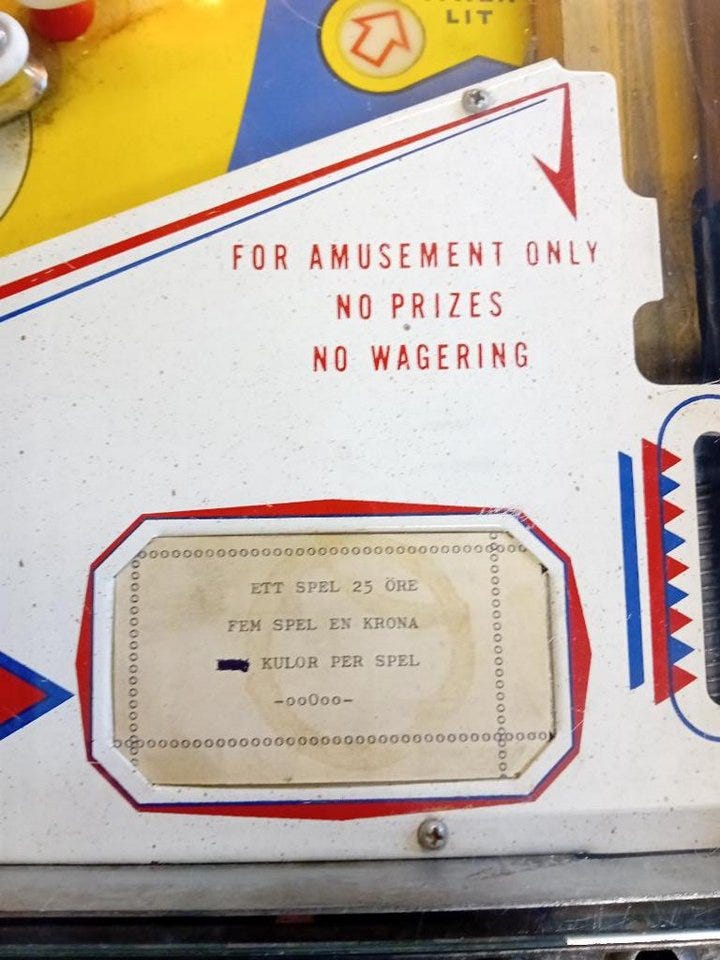 LIT
FOR AMUSEMENT ONLY
NO PRIZES
NO WAGERING
ETT SPEL 25 ÖRE
FEM SPEL EN KRONA
KULOR PER SPEL
-ooOoo-